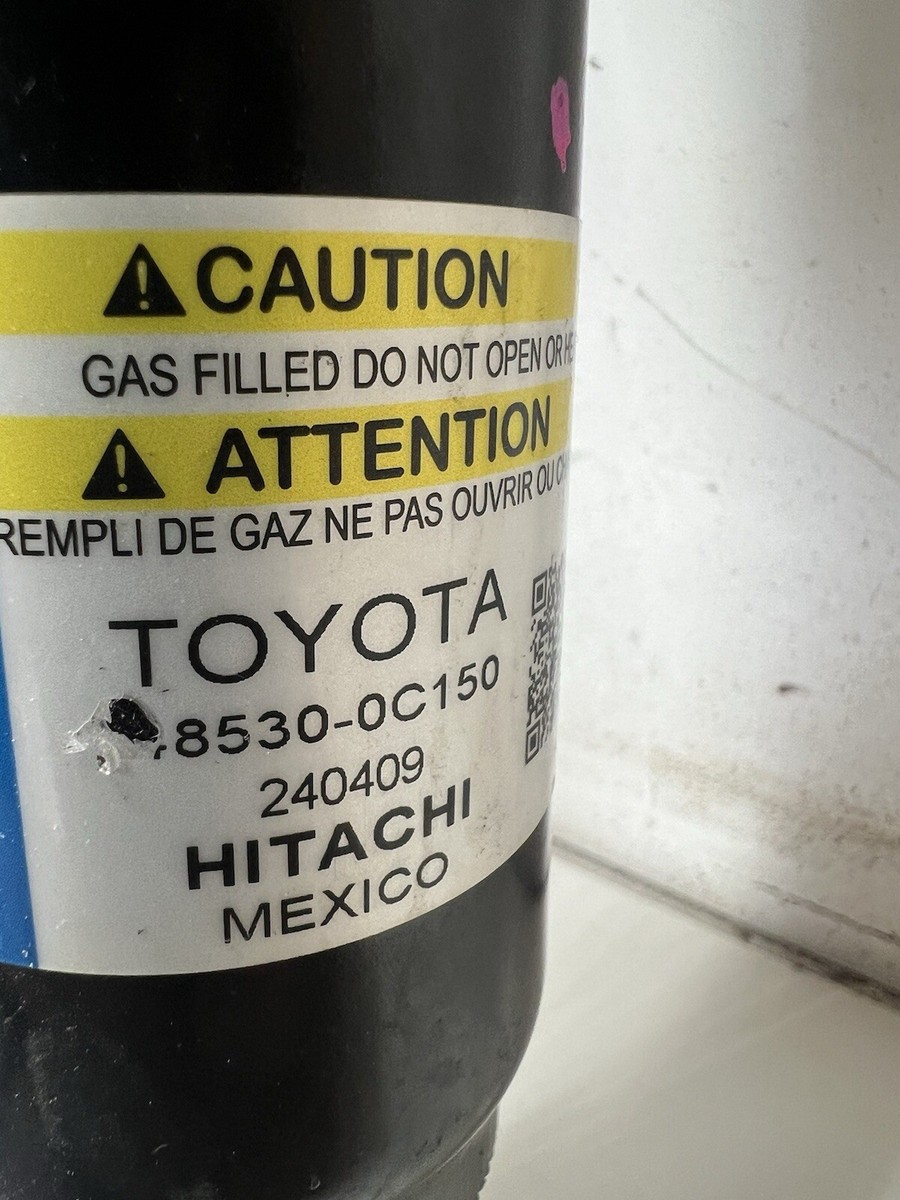 CAUTION
GAS FILLED DO NOT OPEN OR
ATTENTION
REMPLI DE GAZ NE PAS OUVRIR OU
TOYOTA
48530-0C150
240409
HITACHI
MEXICO